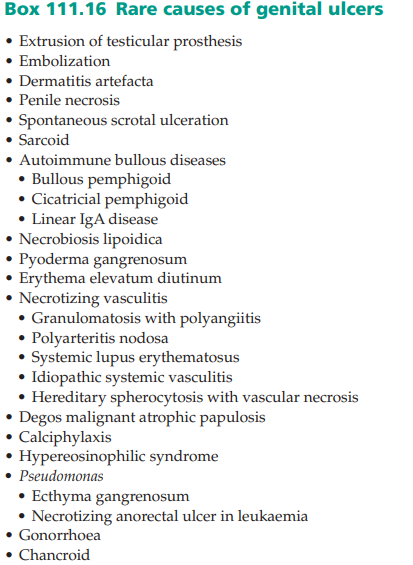 Box 111.16 Rare causes of genital ulcers
• Extrusion of testicular prosthesis
• Embolization
• Dermatitis artefacta
• Penile necrosis
• Spontaneous scrotal ulceration
• Sarcoid
• Autoimmune bullous diseases
• Bullous pemphigoid
• Cicatricial pemphigoid
• Linear IgA disease
• Necrobiosis lipoidica
• Pyoderma gangrenosum
• Erythema elevatum diutinum
• Necrotizing vasculitis
• Granulomatosis with polyangiitis
• Polyarteritis nodosa
• Systemic lupus erythematosus
• Idiopathic systemic vasculitis
• Hereditary spherocytosis with vascular necrosis
• Degos malignant atrophic papulosis
• Calciphylaxis
• Hypereosinophilic syndrome
• Pseudomonas
• Ecthyma gangrenosum
• Necrotizing anorectal ulcer in leukaemia
• Gonorrhoea
• Chancroid